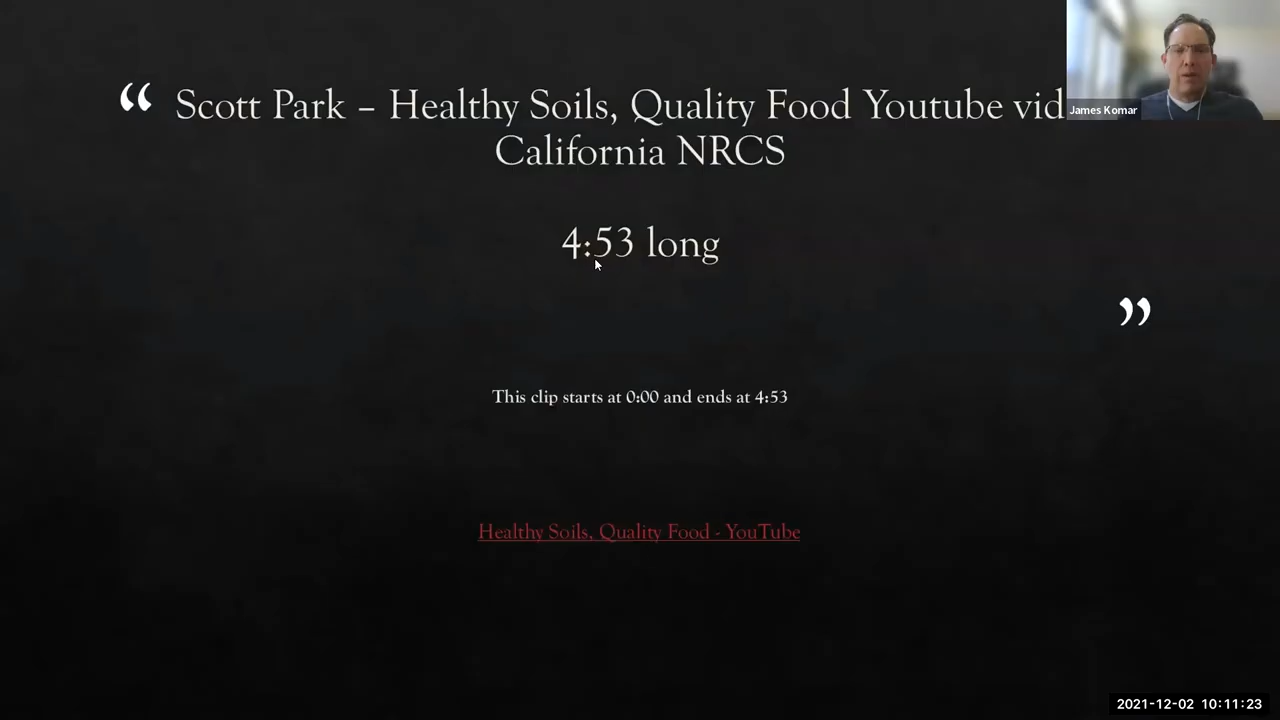 “ Scott Park – Healthy Soils, Quality Food Youtube vid
California NRCS
4:53 long
”
This clip starts at 0:00 and ends at 4:53
Healthy Soils, Quality Food - YouTube
James Komar
2021-12-02 10:11:23